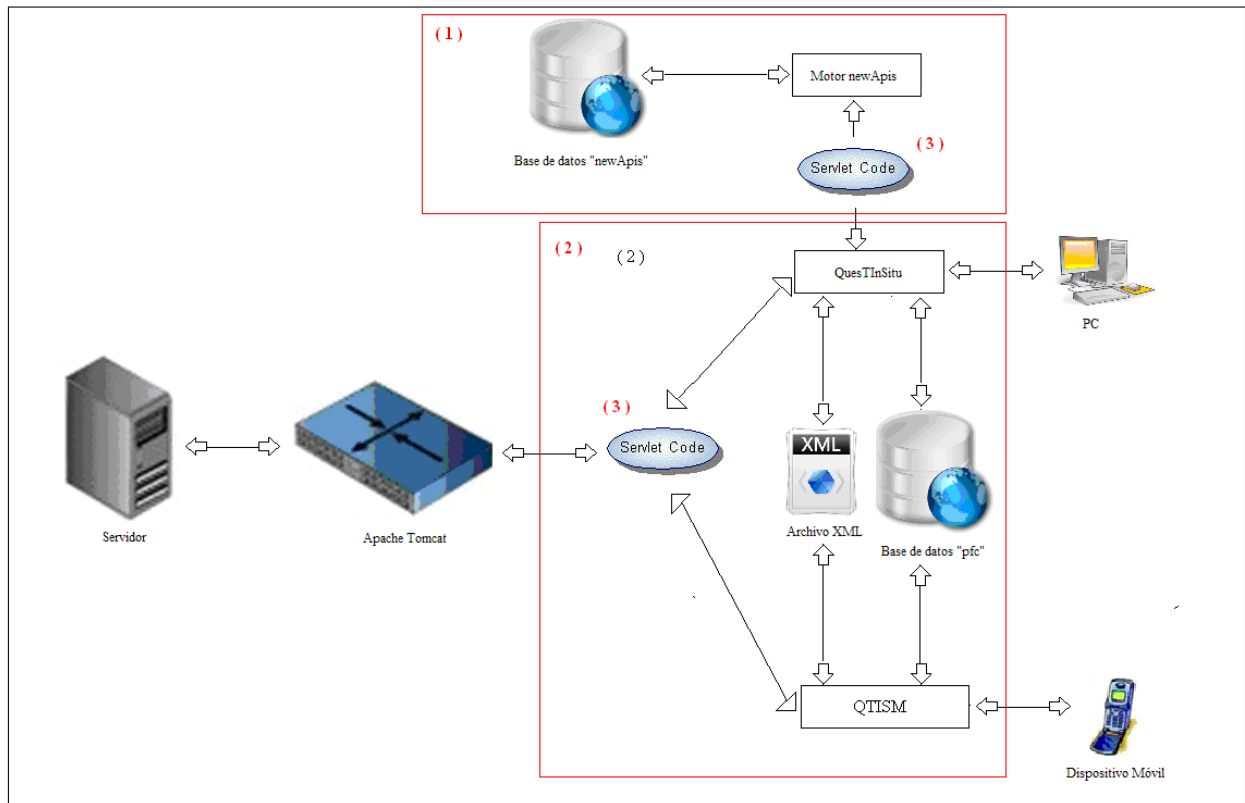 (1)
Motor newApis
(3)
Base de datos "newApis"
Servlet Code
(2)
(2)
QuesTInSitu
PC
(3)
Servlet Code
XML
Servidor
Apache Tomcat
Archivo XML
Base de datos "pfc"
QTISM
Dispositivo Móvil